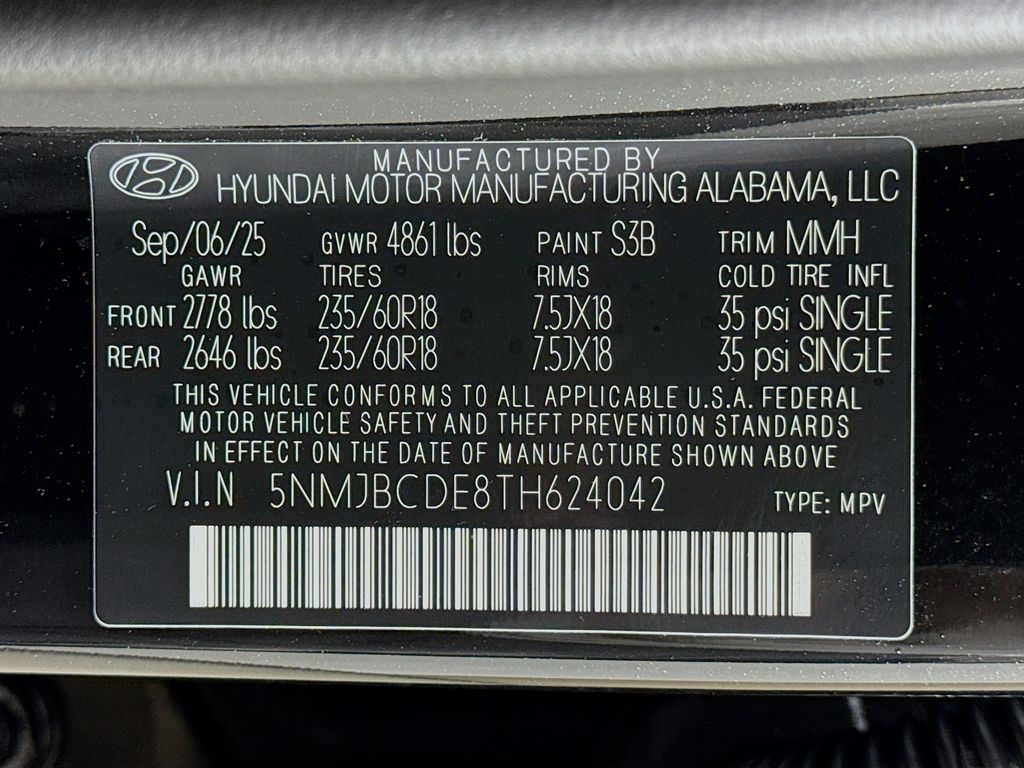 MANUFACTURED BY
HYUNDAI MOTOR MANUFACTURING ALABAMA, LLC
Sep/06/25 GVWR 4861 lbs PAINT S3B TRIM MMH
GAWR TIRES RIMS COLD TIRE INFL
FRONT 2778 lbs 235/60R18 7.5JX18 35 psi SINGLE
REAR 2646 lbs 235/60R18 7.5JX18 35 psi SINGLE
THIS VEHICLE CONFORMS TO ALL APPLICABLE U.S.A. FEDERAL
MOTOR VEHICLE SAFETY AND THEFT PREVENTION STANDARDS
IN EFFECT ON THE DATE OF MANUFACTURE SHOWN ABOVE
V.I.N 5NMJBCDE8TH624042 TYPE: MPV